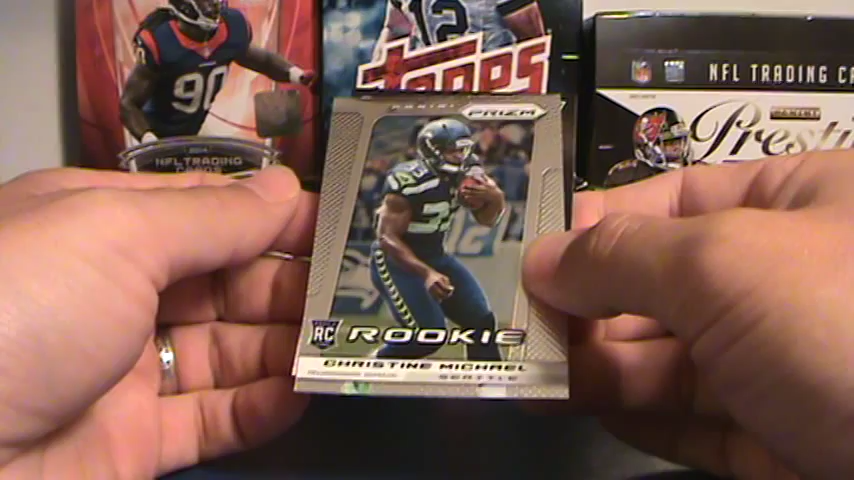 90
12
TOPPS
NFL TRADING CA
PANINI
Presti
2014
NFL TRADING
CARDS
PANINI
PRIZM
33
RC ROOKIE
CHRISTINE MICHAEL
SEATTLE